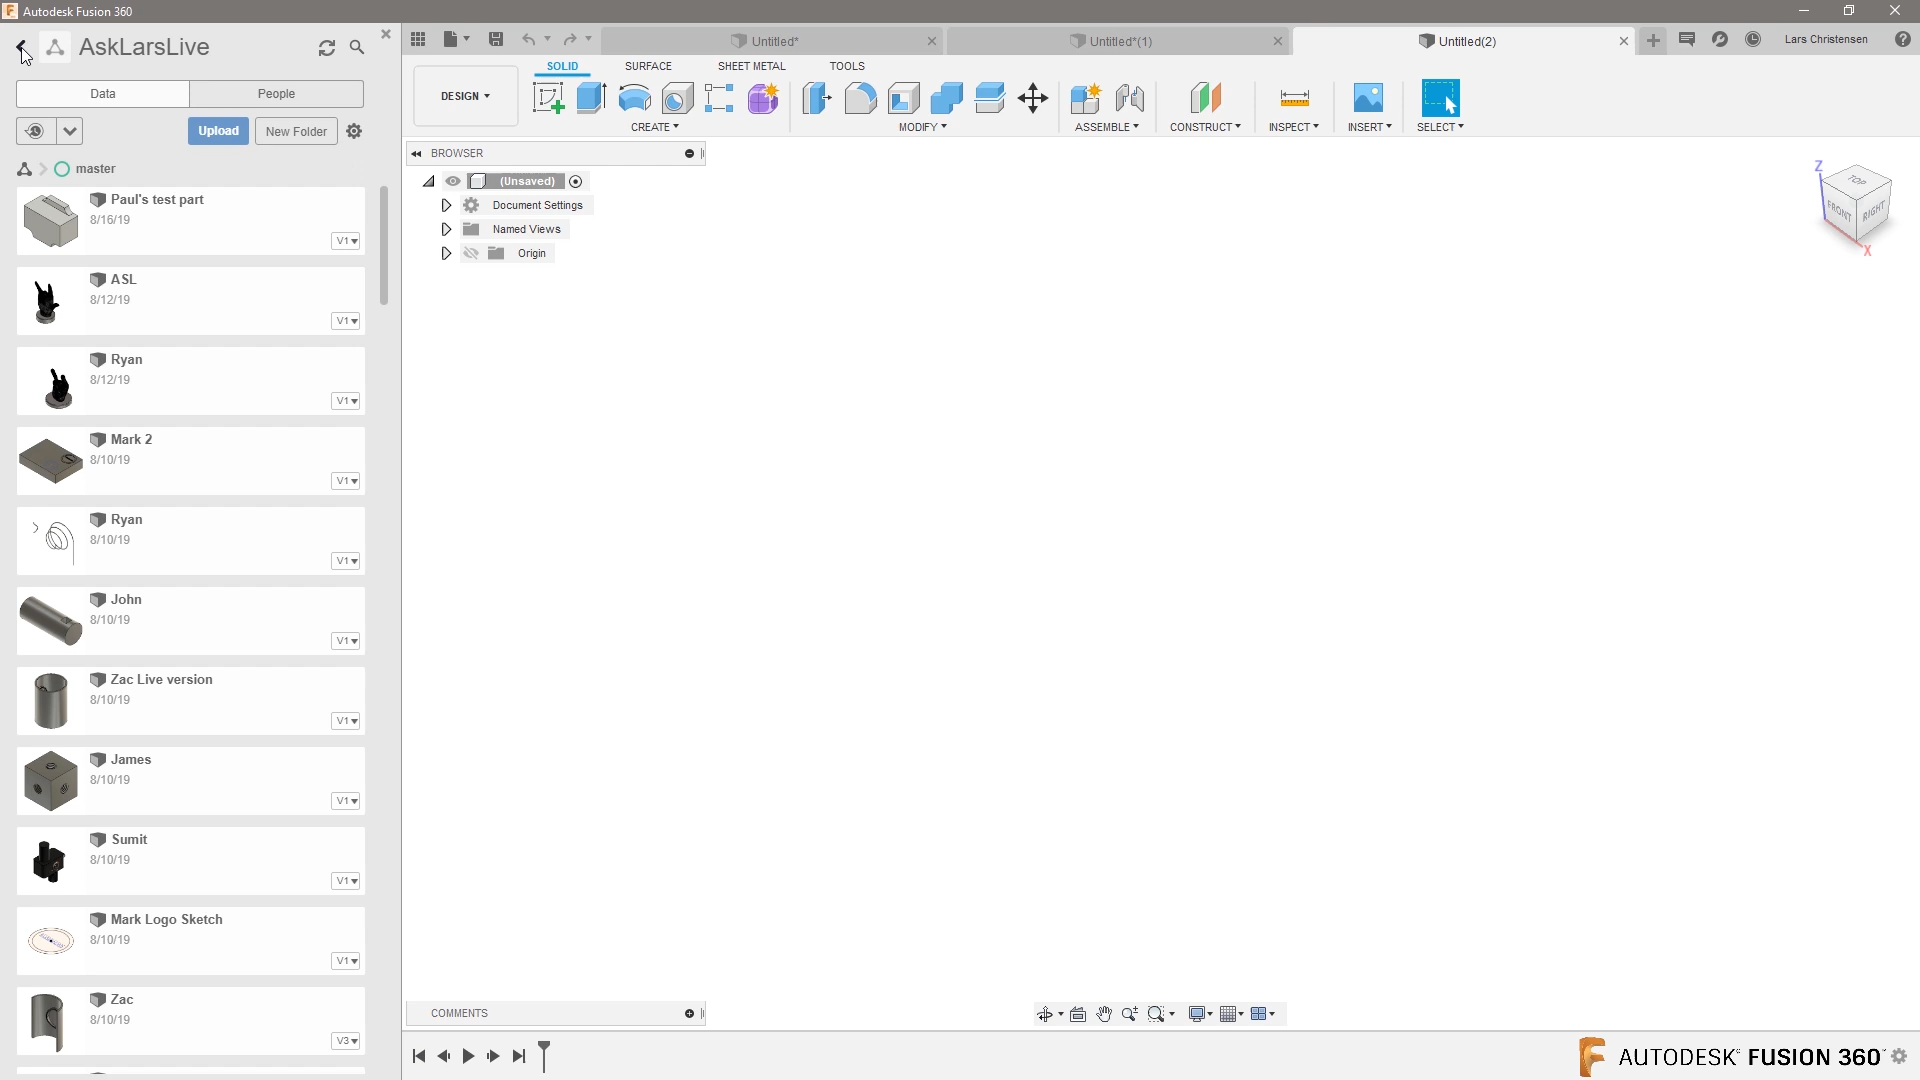 Autodesk Fusion 360
AskLarsLive
Data People
Upload New Folder
master
Paul's test part
8/16/19
V1
ASL
8/12/19
V1
Ryan
8/12/19
V1
Mark 2
8/10/19
V1
Ryan
8/10/19
V1
John
8/10/19
V1
Zac Live version
8/10/19
V1
James
8/10/19
V1
Sumit
8/10/19
V1
Mark Logo Sketch
8/10/19
V1
Zac
8/10/19
V3
Untitled* Untitled*(1) Untitled(2) Lars Christensen
SOLID SURFACE SHEET METAL TOOLS
DESIGN
CREATE MODIFY ASSEMBLE CONSTRUCT INSPECT INSERT SELECT
BROWSER
(Unsaved)
Document Settings
Named Views
Origin
Z
TOP
FRONT RIGHT
X
COMMENTS
AUTODESK FUSION 360